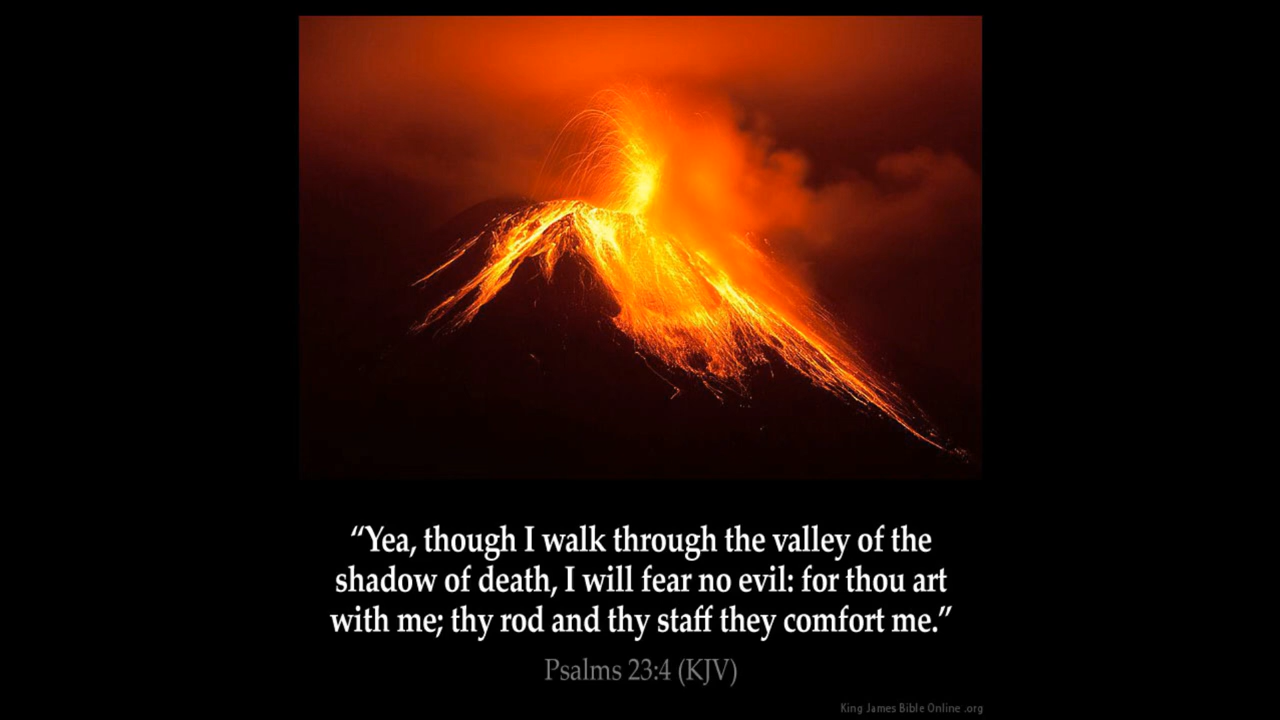 “Yea, though I walk through the valley of the
shadow of death, I will fear no evil: for thou art
with me; thy rod and thy staff they comfort me.”
Psalms 23:4 (KJV)
King James Bible Online .org